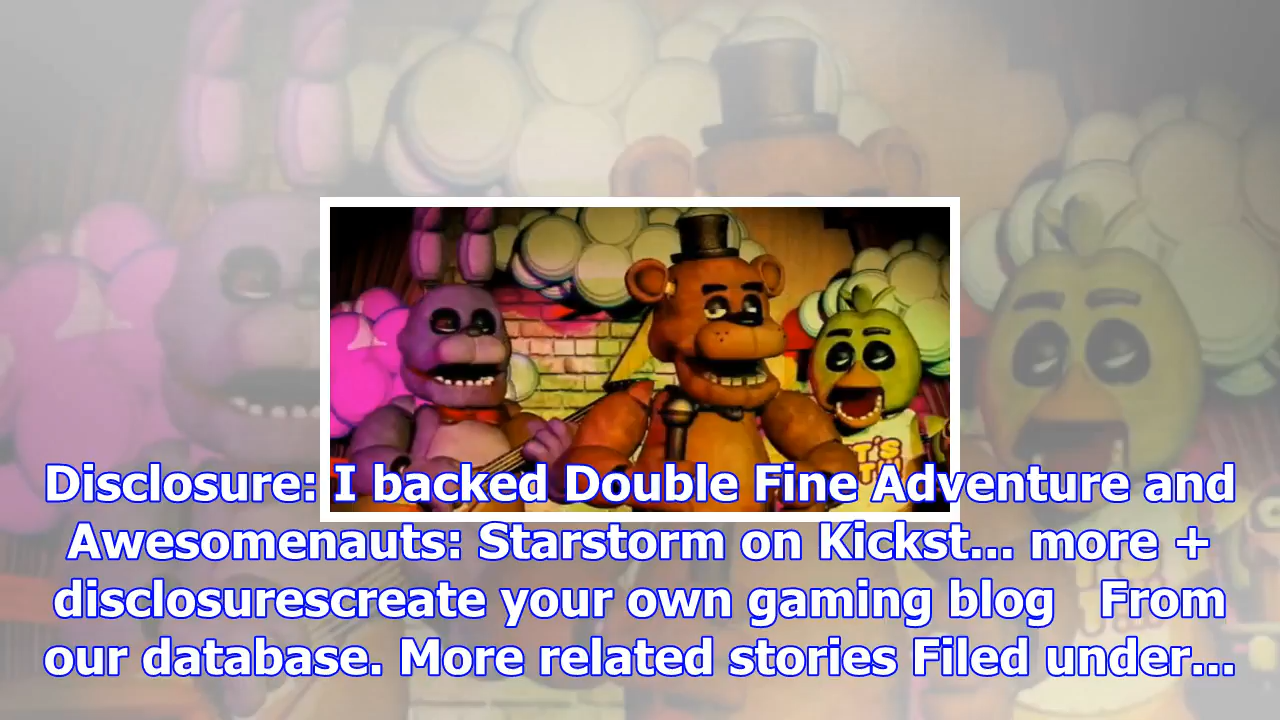 Disclosure: I backed Double Fine Adventure and
Awesomenauts: Starstorm on Kickst... more +
disclosurescreate your own gaming blog From
our database. More related stories Filed under...